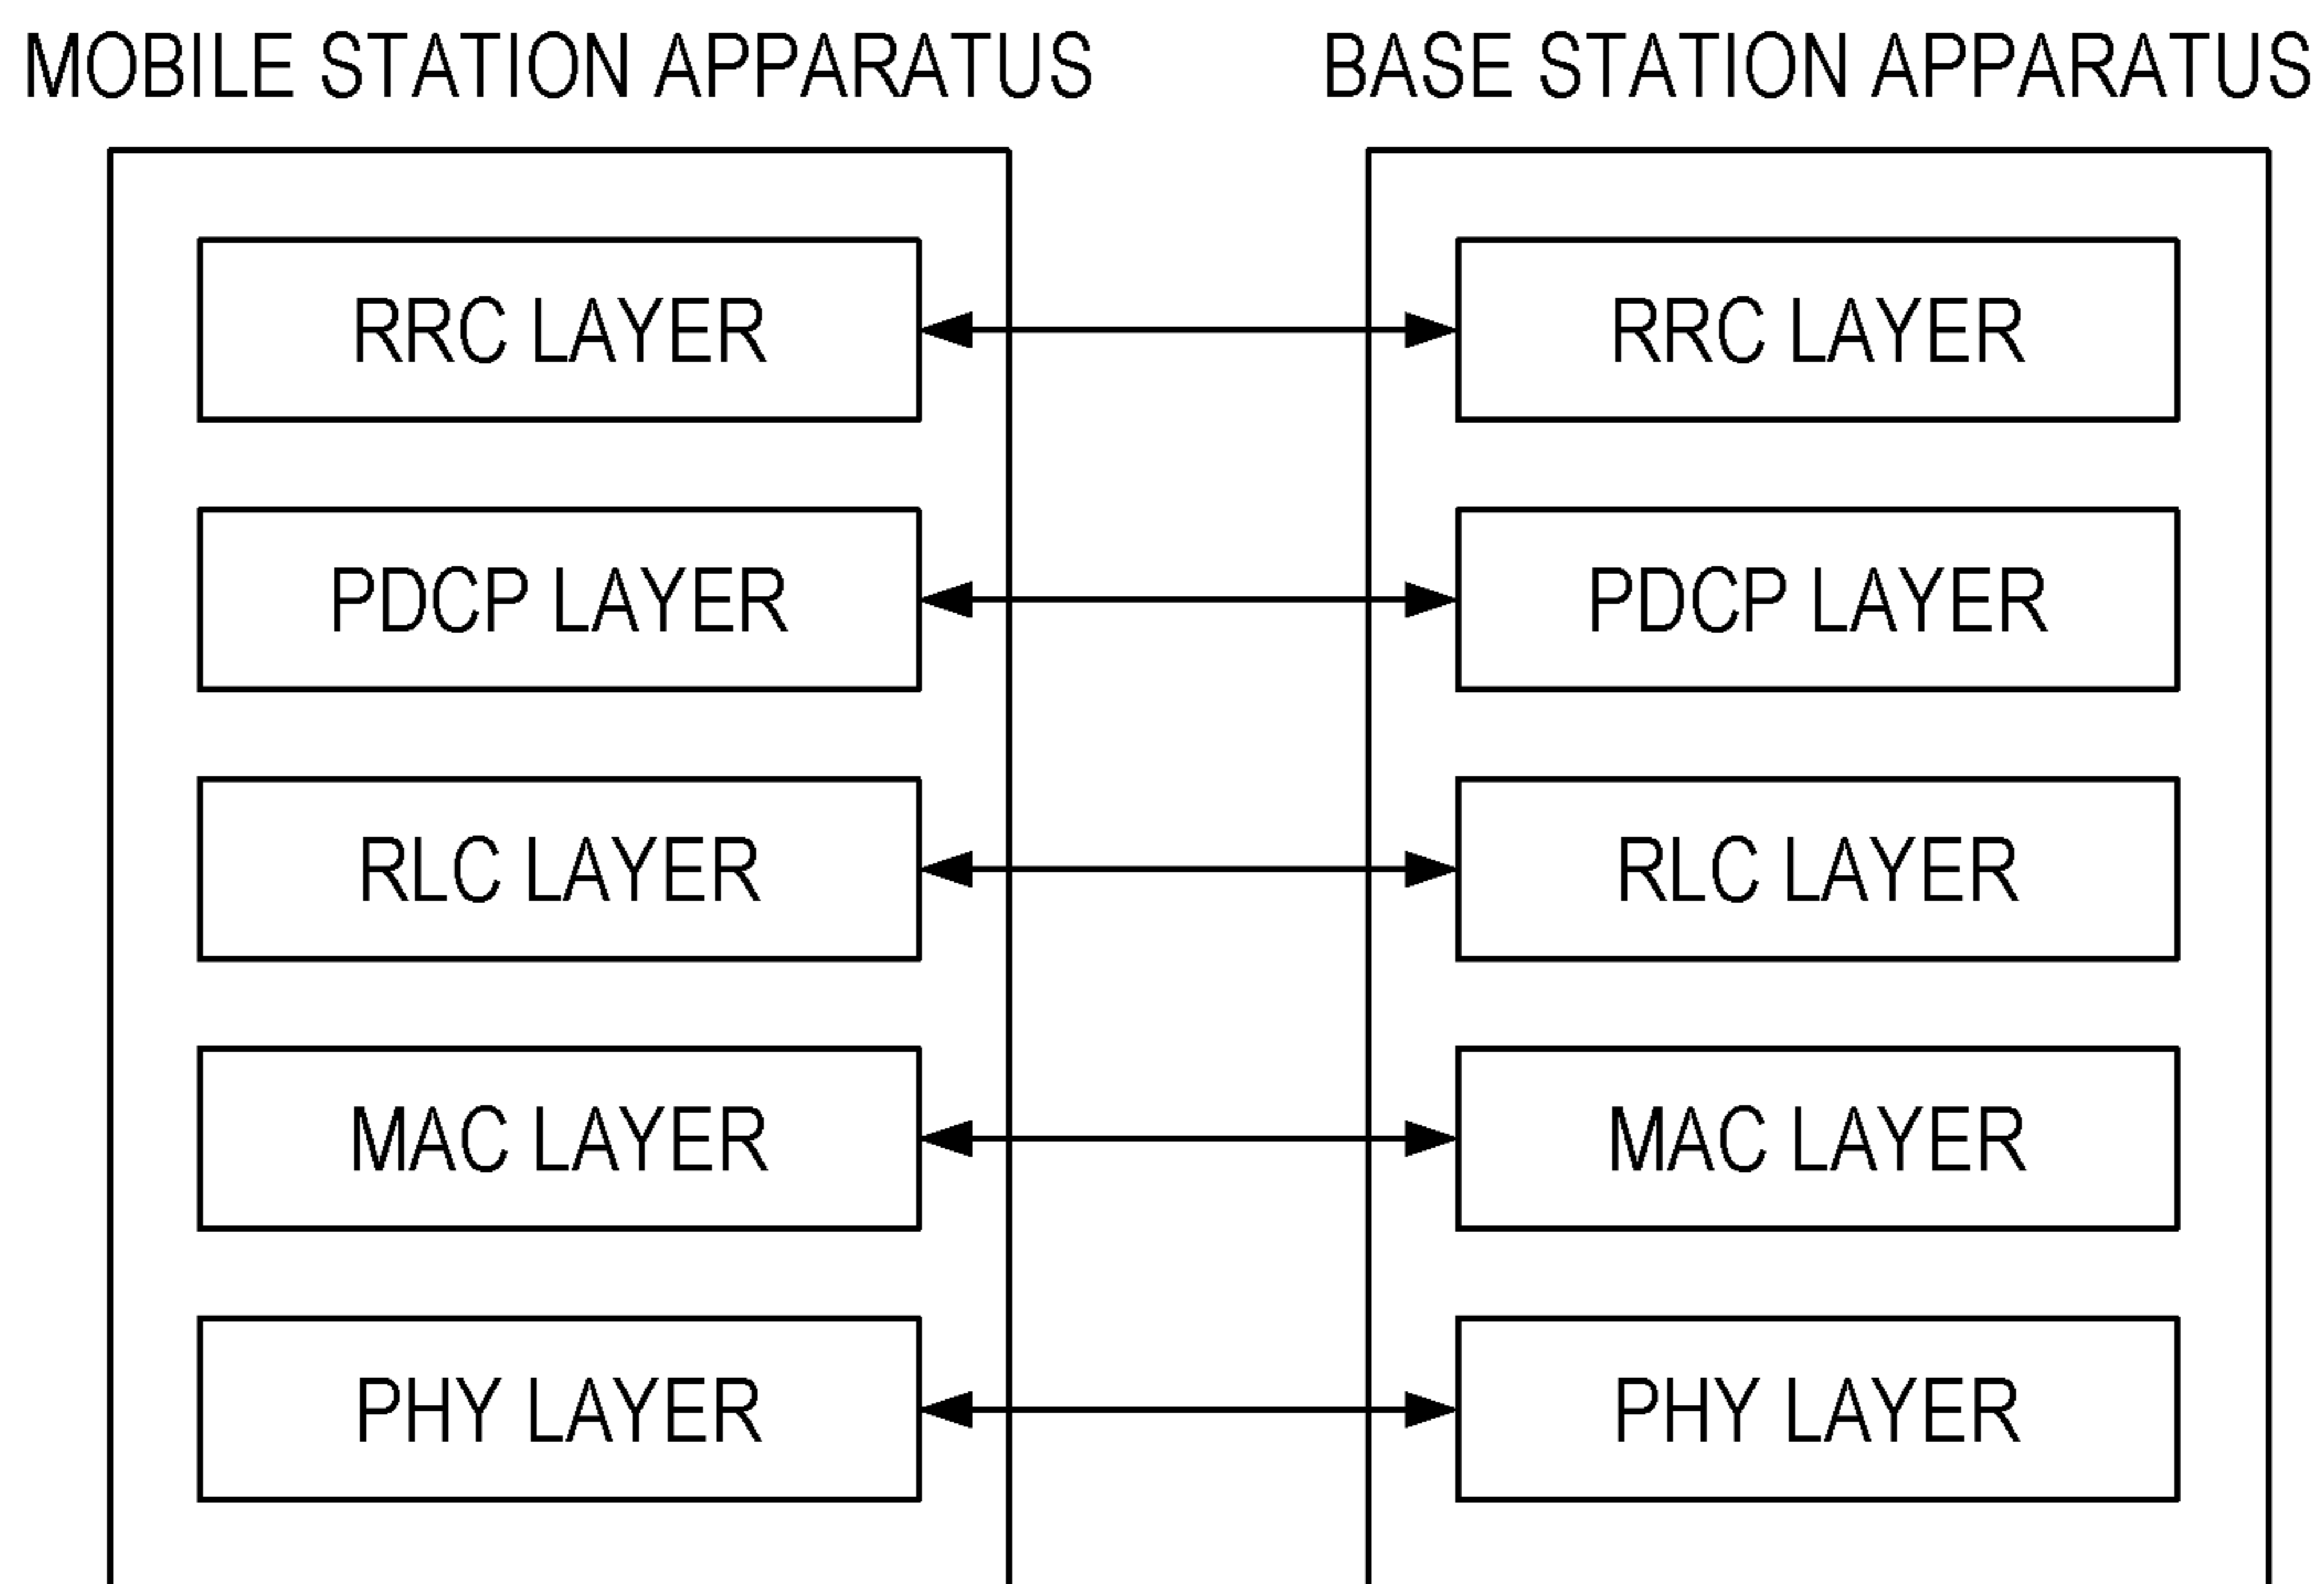 MOBILE STATION APPARATUS
BASE STATION APPARATUS
RRC LAYER
RRC LAYER
PDCP LAYER
PDCP LAYER
RLC LAYER
RLC LAYER
MAC LAYER
MAC LAYER
PHY LAYER
PHY LAYER